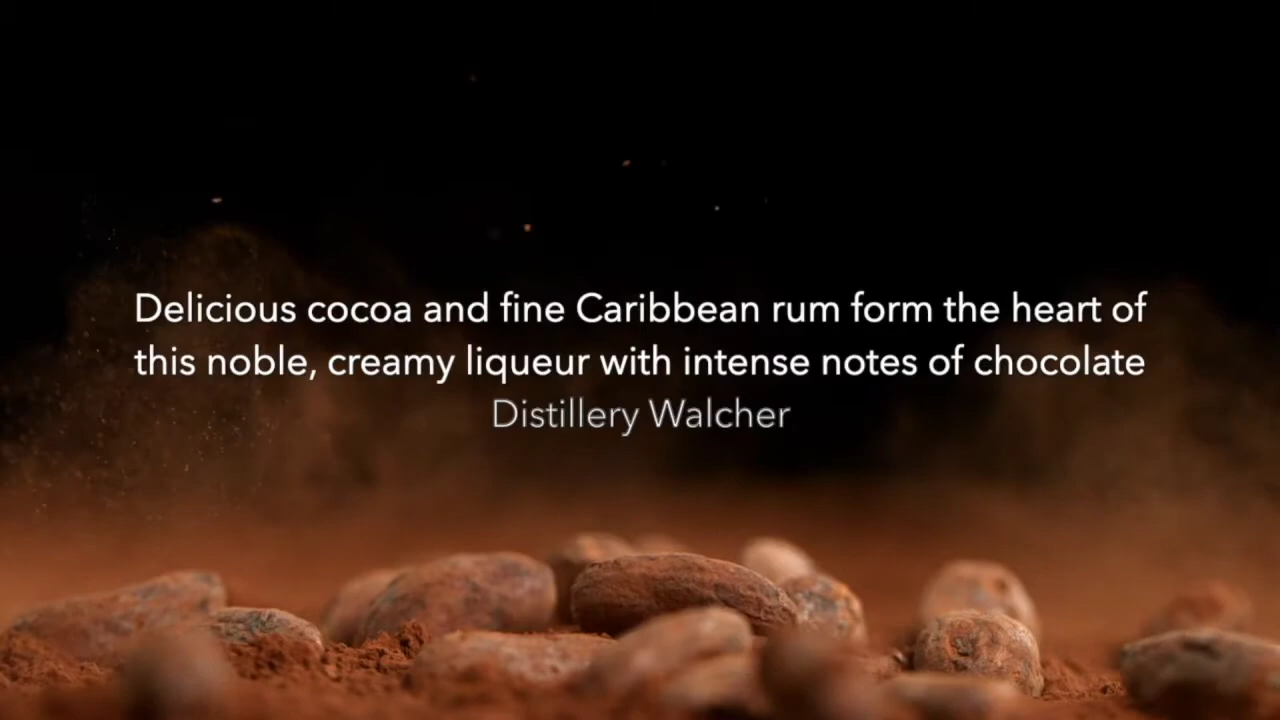 Delicious cocoa and fine Caribbean rum form the heart of
this noble, creamy liqueur with intense notes of chocolate
Distillery Walcher